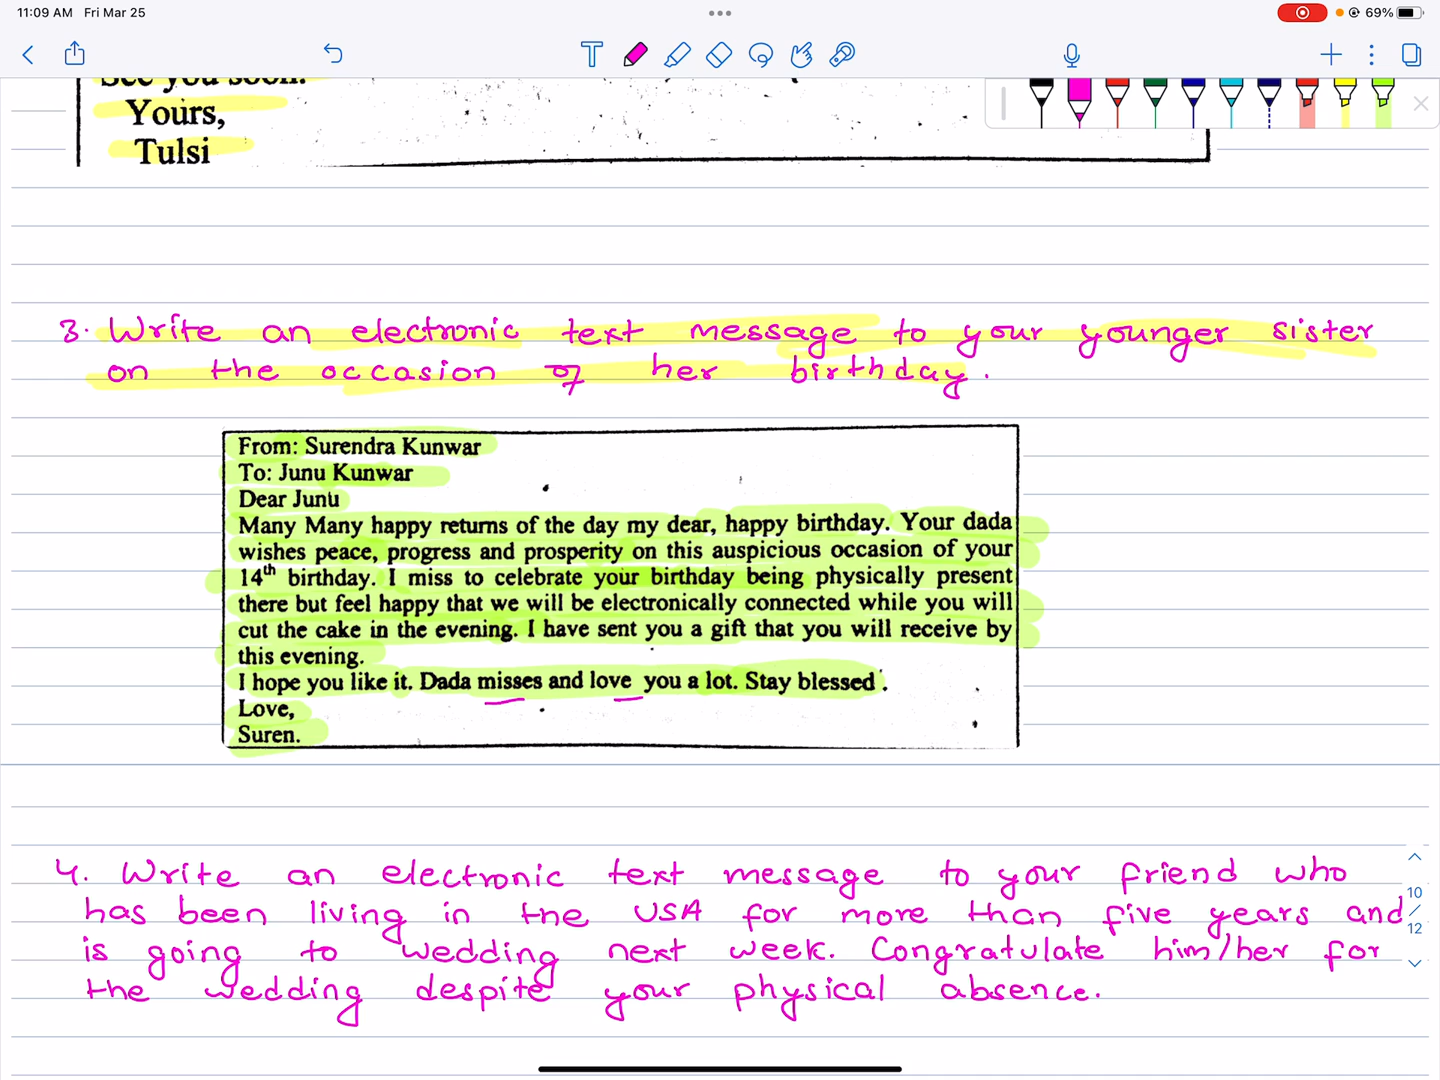 11:09 AM Fri Mar 25
69%
See you soon.
Yours,
Tulsi
3. Write an electronic text message to your younger sister
on the occasion of her birthday.
From: Surendra Kunwar
To: Junu Kunwar
Dear Junu
Many Many happy returns of the day my dear, happy birthday. Your dada
wishes peace, progress and prosperity on this auspicious occasion of your
14th birthday. I miss to celebrate your birthday being physically present
there but feel happy that we will be electronically connected while you will
cut the cake in the evening. I have sent you a gift that you will receive by
this evening.
I hope you like it. Dada misses and love you a lot. Stay blessed.
Love,
Suren.
4. Write an electronic text message to your friend who
has been living in the USA for more than five years and
is going to wedding next week. Congratulate him/her for
the wedding despite your physical absence.
10
/
12